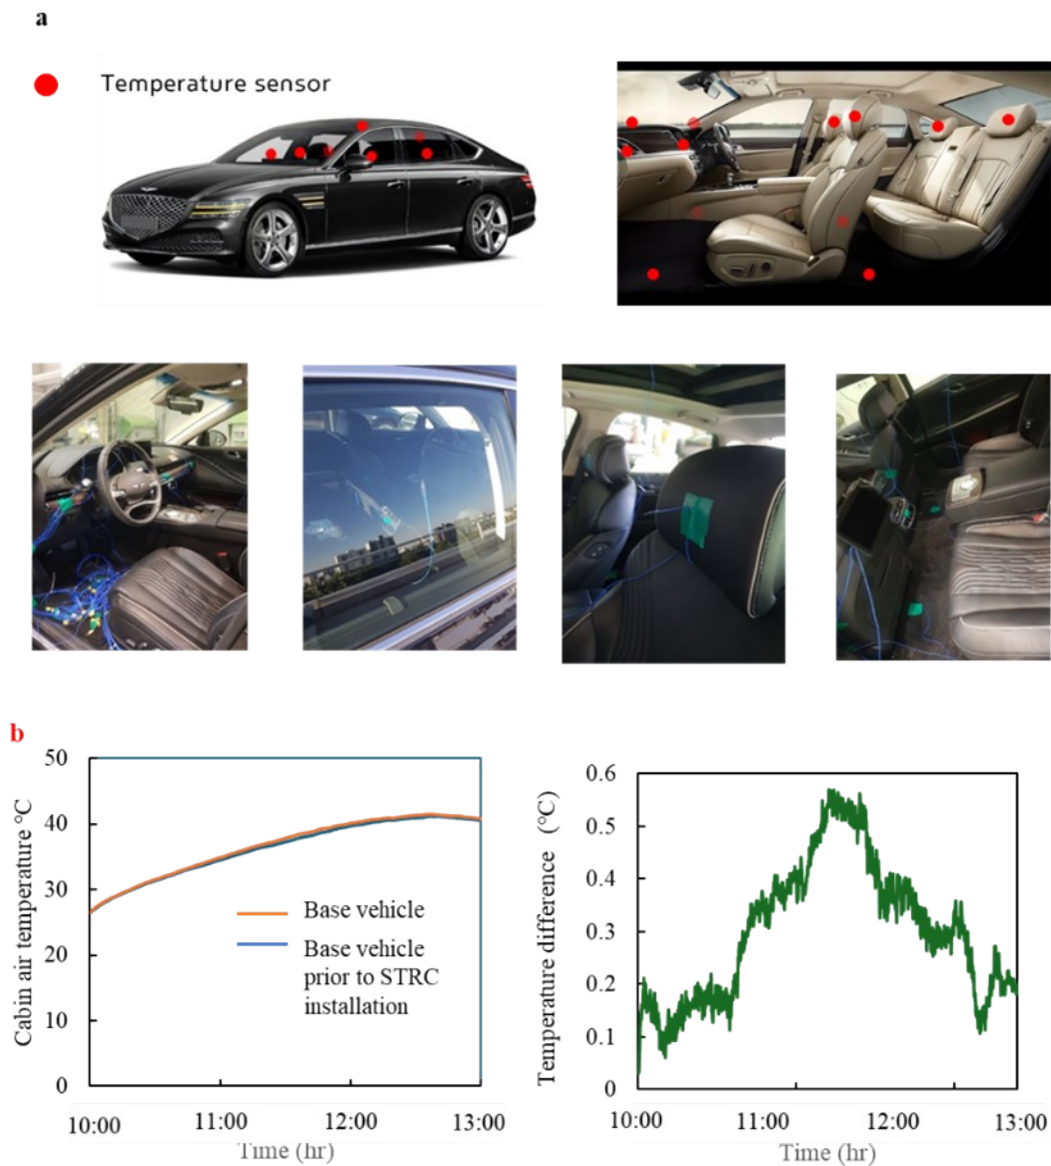 a
Temperature sensor
b
50
40
30
20
10
0
Cabin air temperature °C
Base vehicle
Base vehicle
prior to STRC
installation
10:00
11:00
12:00
13:00
Time (hr)
0.6
0.5
0.4
0.3
0.2
0.1
0
Temperature difference (°C)
10:00
11:00
12:00
13:00
Time (hr)